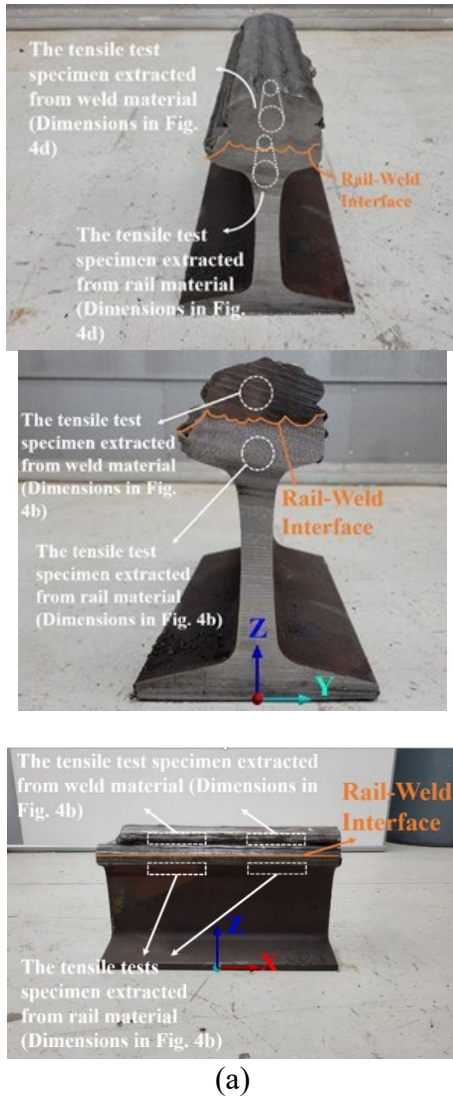 The tensile test
specimen extracted
from weld material
(Dimensions in Fig.
4d)
Rail-Weld
Interface
The tensile test
specimen extracted
from rail material
(Dimensions in Fig.
4d)
The tensile test
specimen extracted
from weld material
(Dimensions in Fig.
4b)
Rail-Weld
Interface
The tensile test
specimen extracted
from rail material
(Dimensions in Fig. 4b)
Z
Y
The tensile test specimen extracted
from weld material (Dimensions in
Fig. 4b)
Rail-Weld
Interface
Z
X
The tensile tests
specimen extracted
from rail material
(Dimensions in Fig. 4b)
(a)